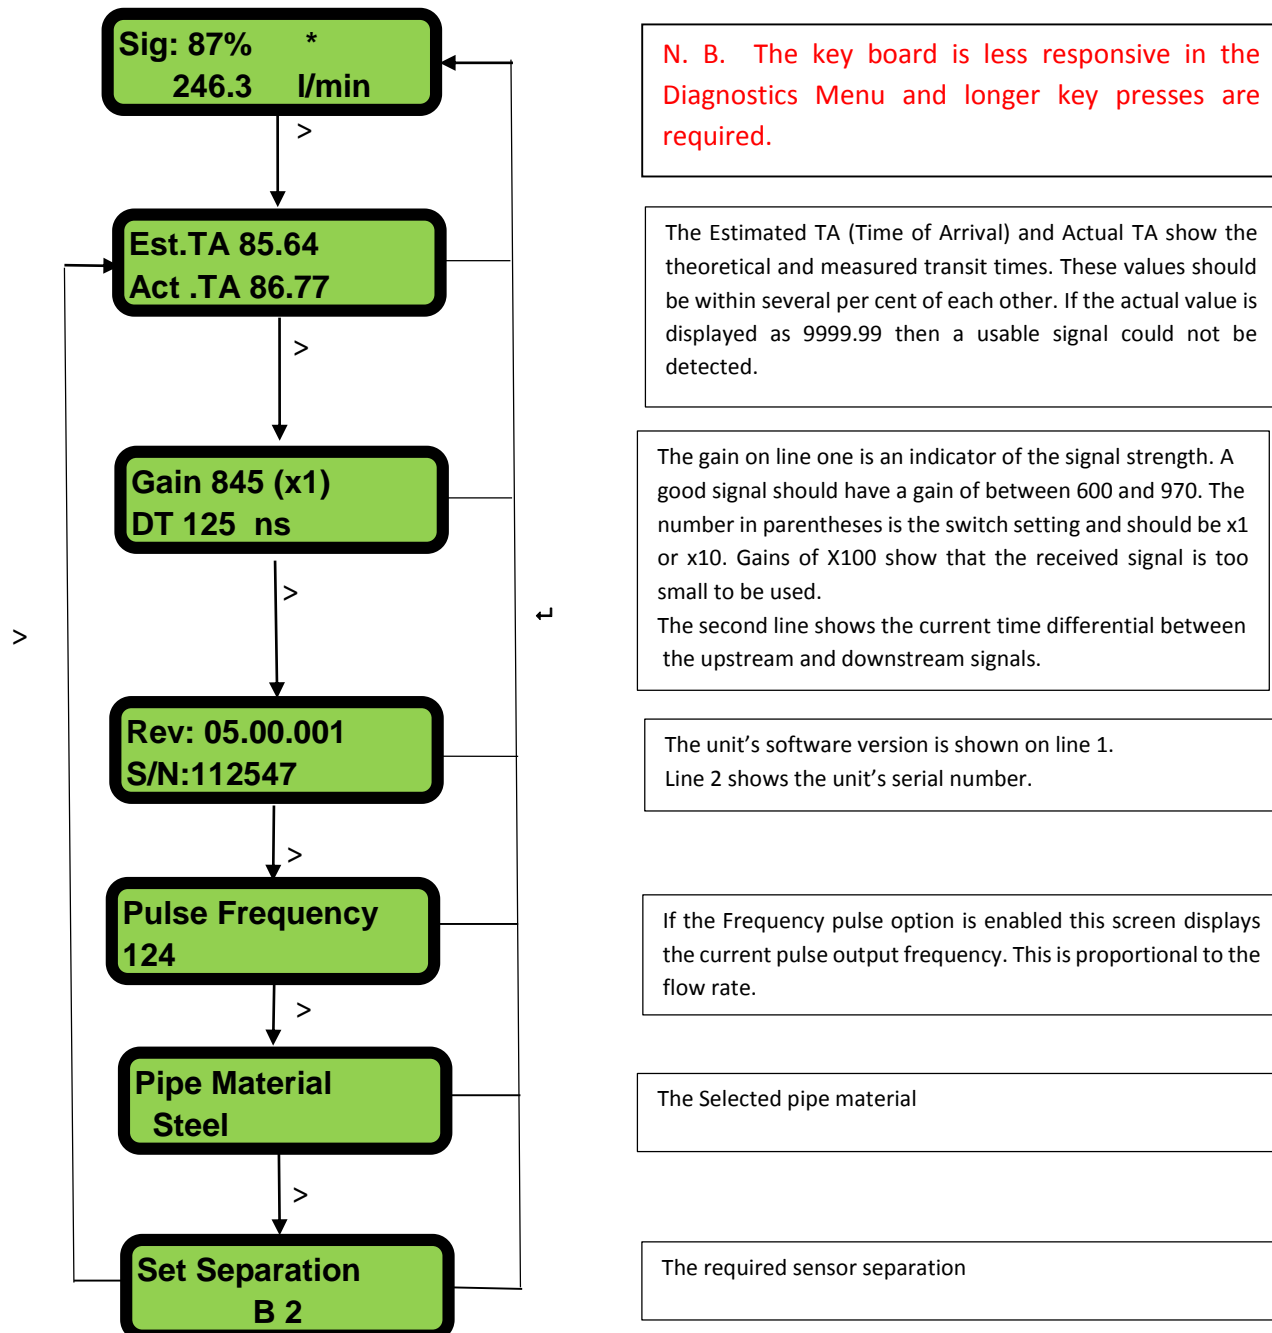 Sig: 87% *
246.3 l/min
>
N. B. The key board is less responsive in the
Diagnostics Menu and longer key presses are
required.
Est.TA 85.64
Act .TA 86.77
>
The Estimated TA (Time of Arrival) and Actual TA show the
theoretical and measured transit times. These values should
be within several per cent of each other. If the actual value is
displayed as 9999.99 then a usable signal could not be
detected.
Gain 845 (x1)
DT 125 ns
>
The gain on line one is an indicator of the signal strength. A
good signal should have a gain of between 600 and 970. The
number in parentheses is the switch setting and should be x1
or x10. Gains of X100 show that the received signal is too
small to be used.
The second line shows the current time differential between
the upstream and downstream signals.
>
↵
Rev: 05.00.001
S/N:112547
>
The unit’s software version is shown on line 1.
Line 2 shows the unit’s serial number.
Pulse Frequency
124
>
If the Frequency pulse option is enabled this screen displays
the current pulse output frequency. This is proportional to the
flow rate.
Pipe Material
Steel
>
The Selected pipe material
Set Separation
B 2
The required sensor separation